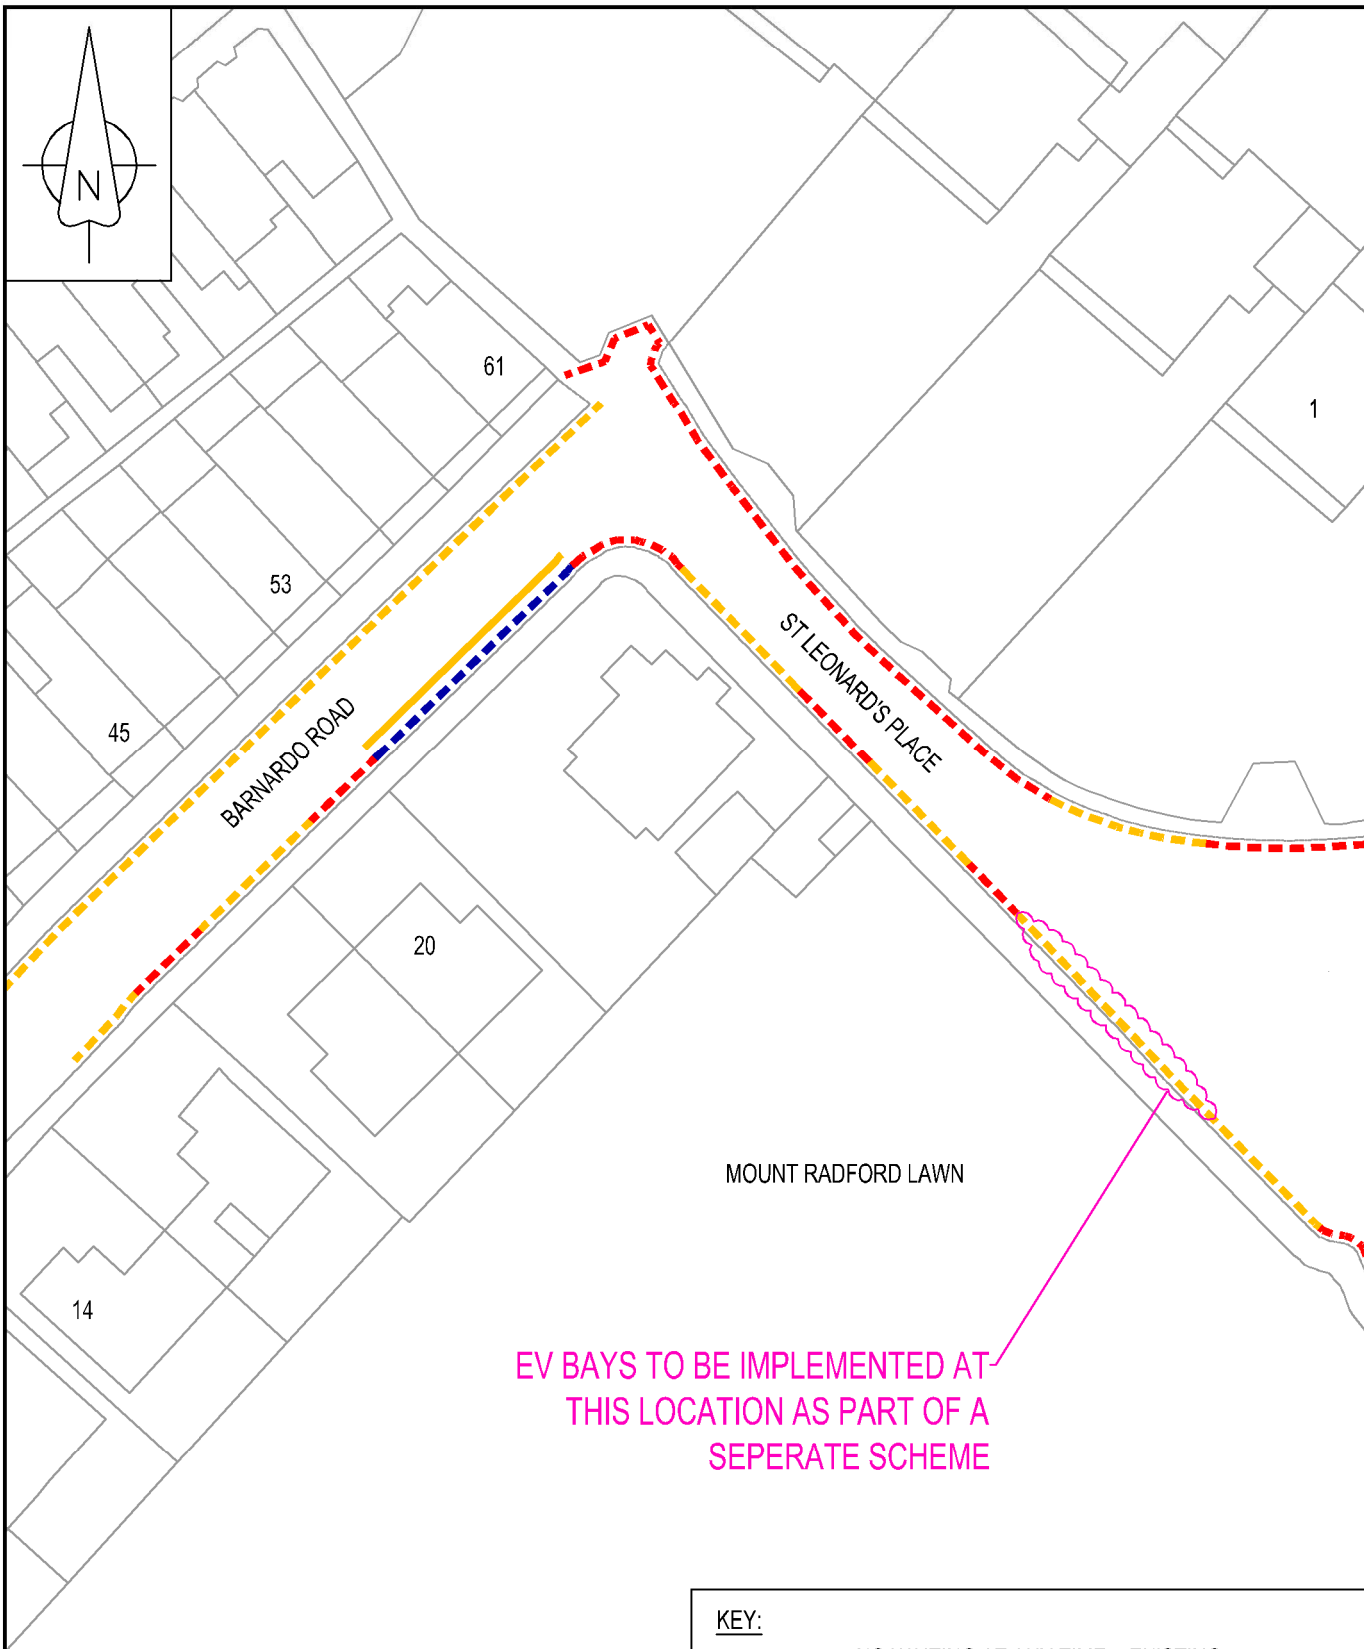 N
61
1
53
45
BARNARDO ROAD
ST LEONARD'S PLACE
20
MOUNT RADFORD LAWN
14
EV BAYS TO BE IMPLEMENTED AT
THIS LOCATION AS PART OF A
SEPERATE SCHEME
KEY: